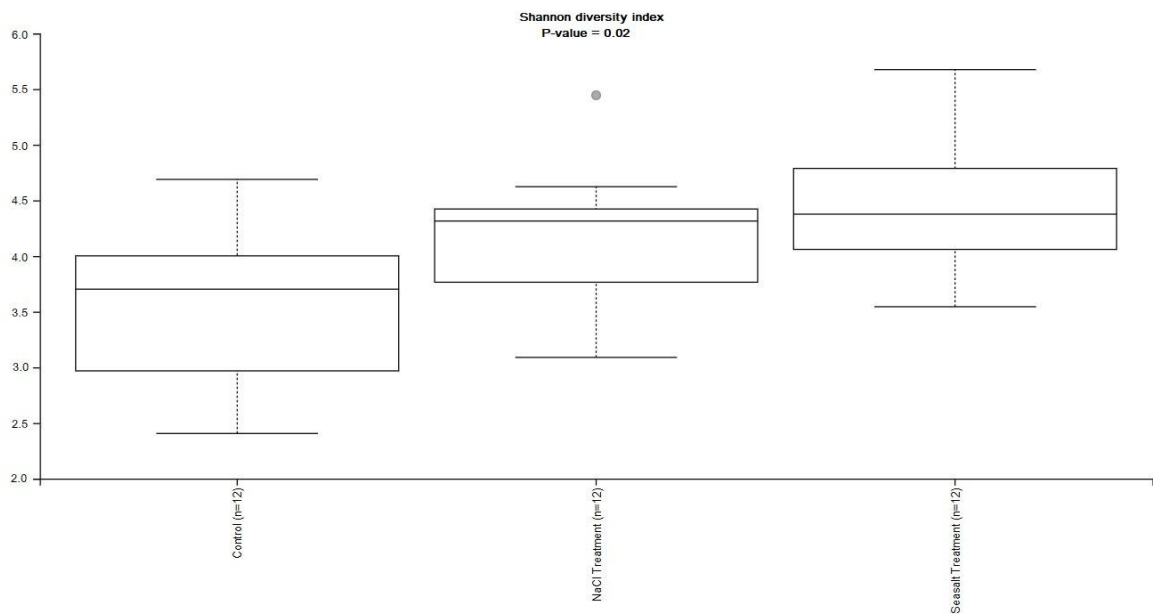 Shannon diversity index
P-value = 0.02
6.0
5.5
5.0
4.5
4.0
3.5
3.0
2.5
2.0
Control (n=12)
NaCl Treatment (n=12)
Seasalt Treatment (n=12)